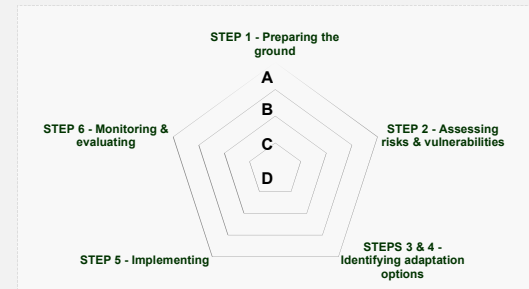 STEP 1 - Preparing the
ground
A
B
C
D
STEP 6 - Monitoring &
evaluating
STEP 2 - Assessing
risks & vulnerabilities
STEP 5 - Implementing
STEPS 3 & 4 -
Identifying adaptation
options